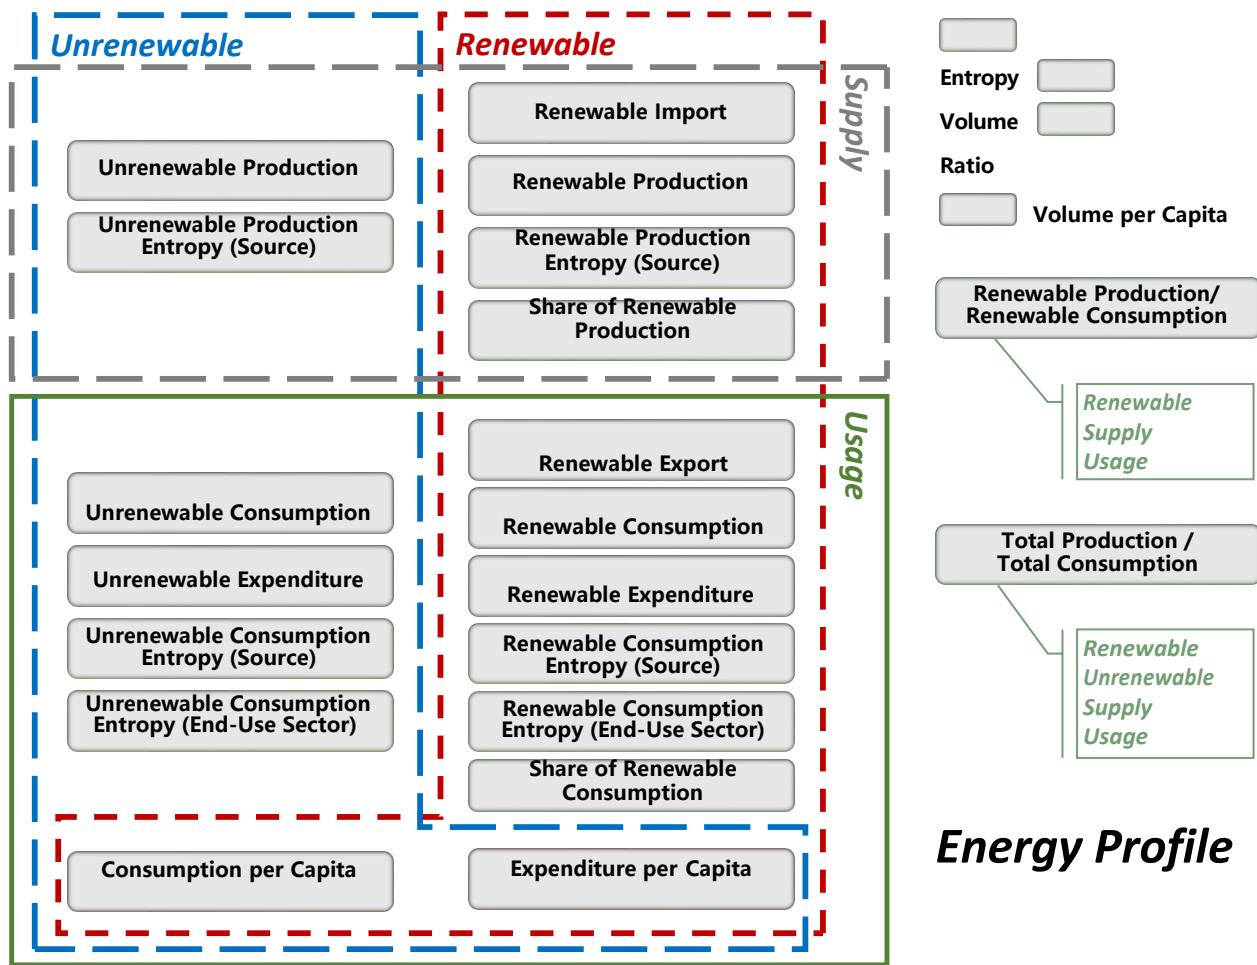 Unrenewable
Renewable
Supply
Renewable Import
Unrenewable Production
Renewable Production
Unrenewable Production
Entropy (Source)
Renewable Production
Entropy (Source)
Share of Renewable
Production
Usage
Renewable Export
Unrenewable Consumption
Renewable Consumption
Unrenewable Expenditure
Renewable Expenditure
Unrenewable Consumption
Entropy (Source)
Renewable Consumption
Entropy (Source)
Unrenewable Consumption
Entropy (End-Use Sector)
Renewable Consumption
Entropy (End-Use Sector)
Share of Renewable
Consumption
Consumption per Capita
Expenditure per Capita
Entropy
Volume
Ratio
Volume per Capita
Renewable Production/
Renewable Consumption
Renewable
Supply
Usage
Total Production /
Total Consumption
Renewable
Unrenewable
Supply
Usage
Energy Profile